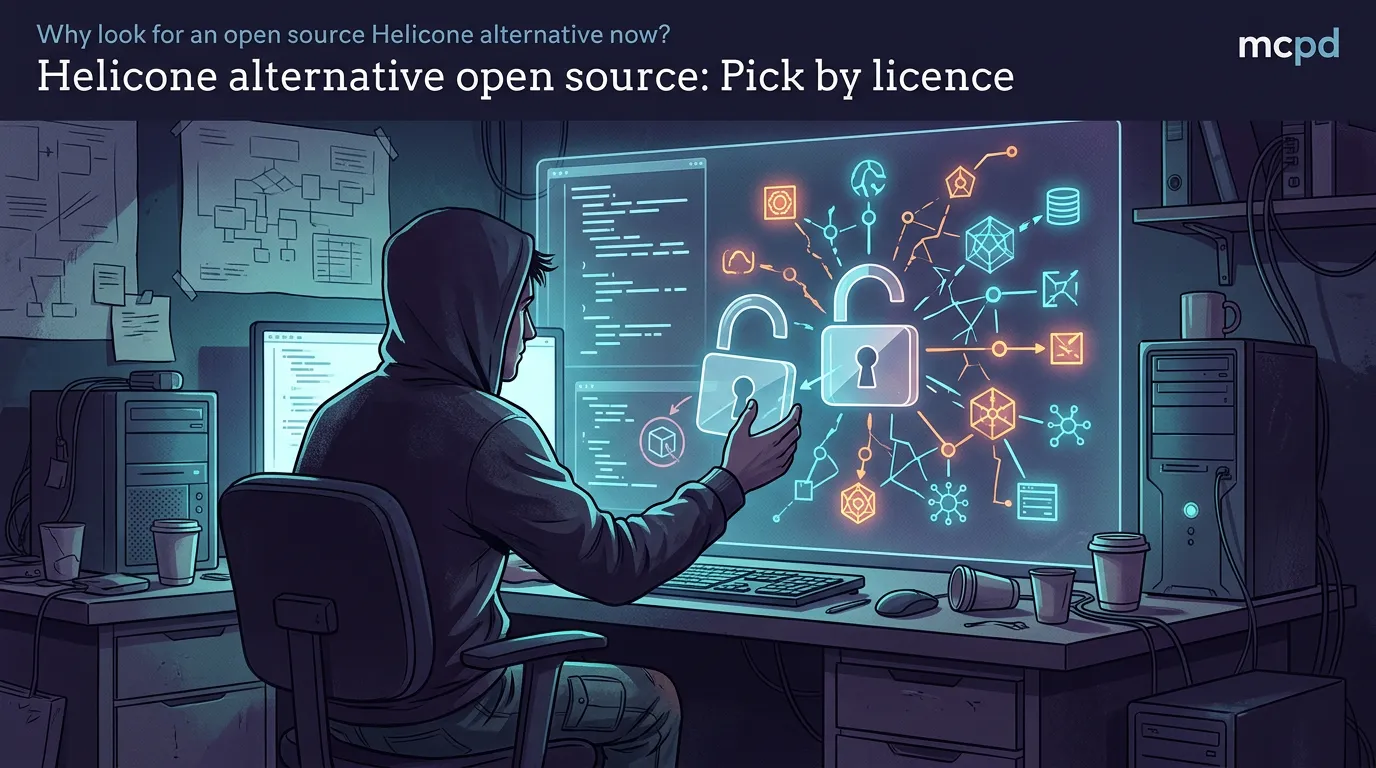 Why look for an open source Helicone alternative now?
Helicone alternative open source: Pick by licence
mcpd